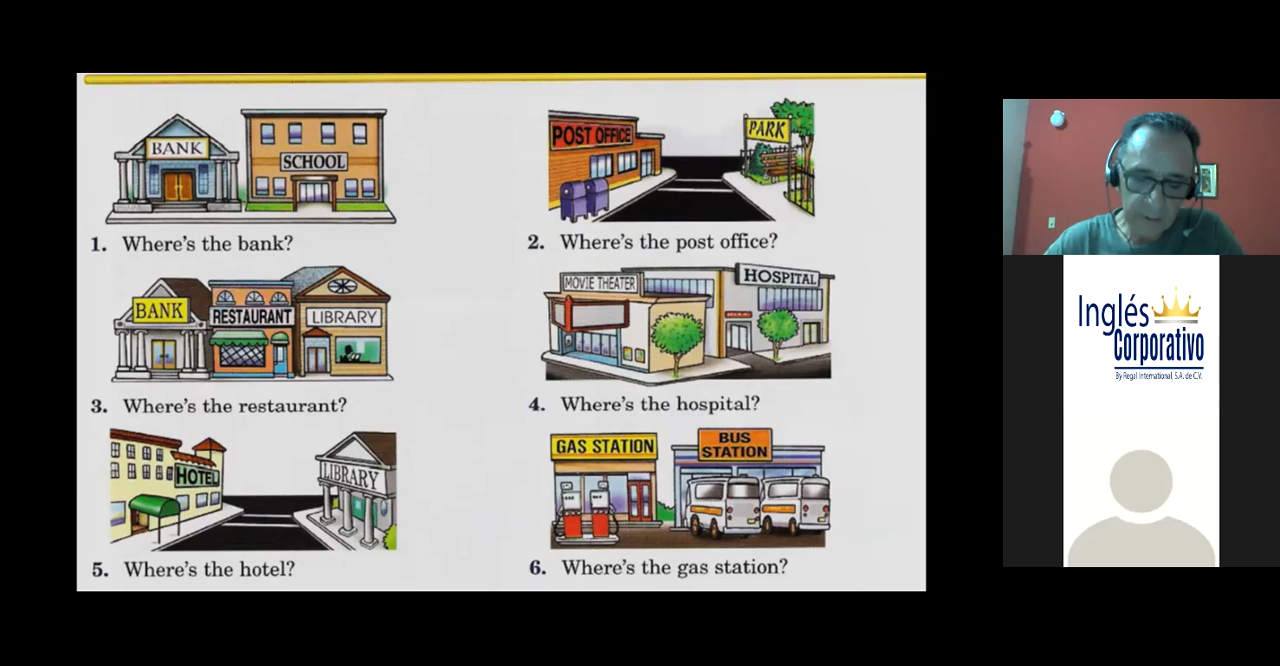 BANK
SCHOOL
1. Where's the bank?
POST OFFICE
PARK
2. Where's the post office?
BANK
RESTAURANT
LIBRARY
3. Where's the restaurant?
MOVIE THEATER
HOSPITAL
4. Where's the hospital?
HOTEL
LIBRARY
5. Where's the hotel?
GAS STATION
BUS
STATION
6. Where's the gas station?
Inglés
Corporativo
By Regal International, S.A. de C.V.